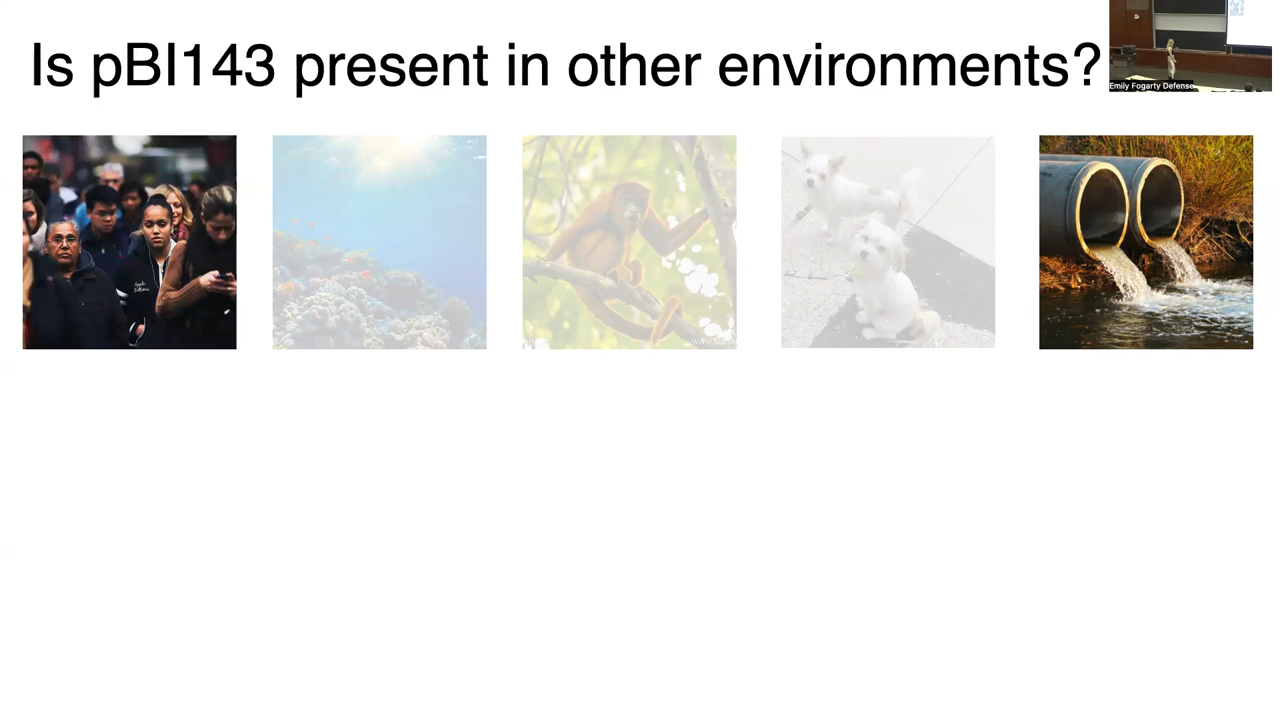 Is pBI143 present in other environments?
Emily Fogarty Defense